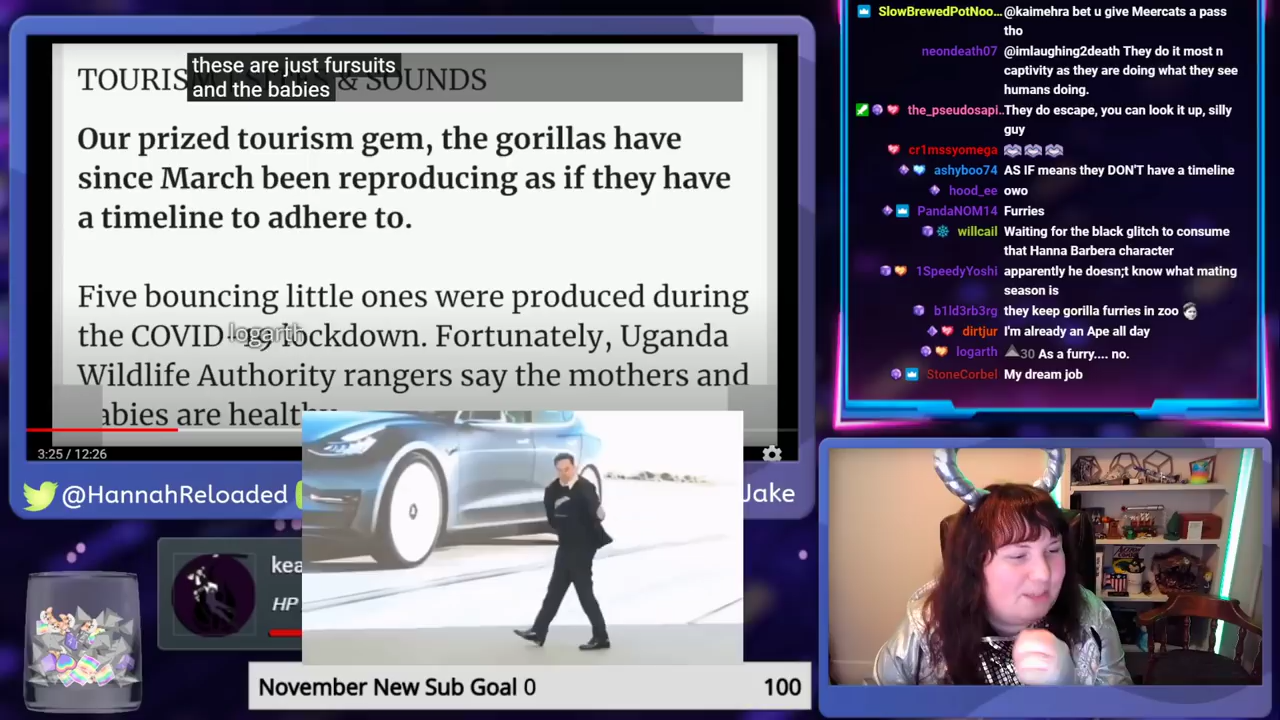 TOURISM & SOUNDS
these are just fursuits
and the babies
Our prized tourism gem, the gorillas have
since March been reproducing as if they have
a timeline to adhere to.
Five bouncing little ones were produced during
the COVID-19 lockdown. Fortunately, Uganda
logarth
Wildlife Authority rangers say the mothers and
babies are healthy
3:25 / 12:26
@HannahReloaded
Jake
kea
HP
November New Sub Goal 0
100
SlowBrewedPotNoo... @kaimehra bet u give Meercats a pass
tho
neondeath07 @imlaughing2death They do it most n
captivity as they are doing what they see
humans doing.
the_pseudosapi.. They do escape, you can look it up, silly
guy
cr1mssyomega
ashyboo74 AS IF means they DON'T have a timeline
hood_ee owo
PandaNOM14 Furries
willcail Waiting for the black glitch to consume
that Hanna Barbera character
1SpeedyYoshi apparently he doesn;t know what mating
season is
b1ld3rb3rg they keep gorilla furries in zoo
dirtjur I'm already an Ape all day
logarth 30 As a furry.... no.
StoneCorbel My dream job